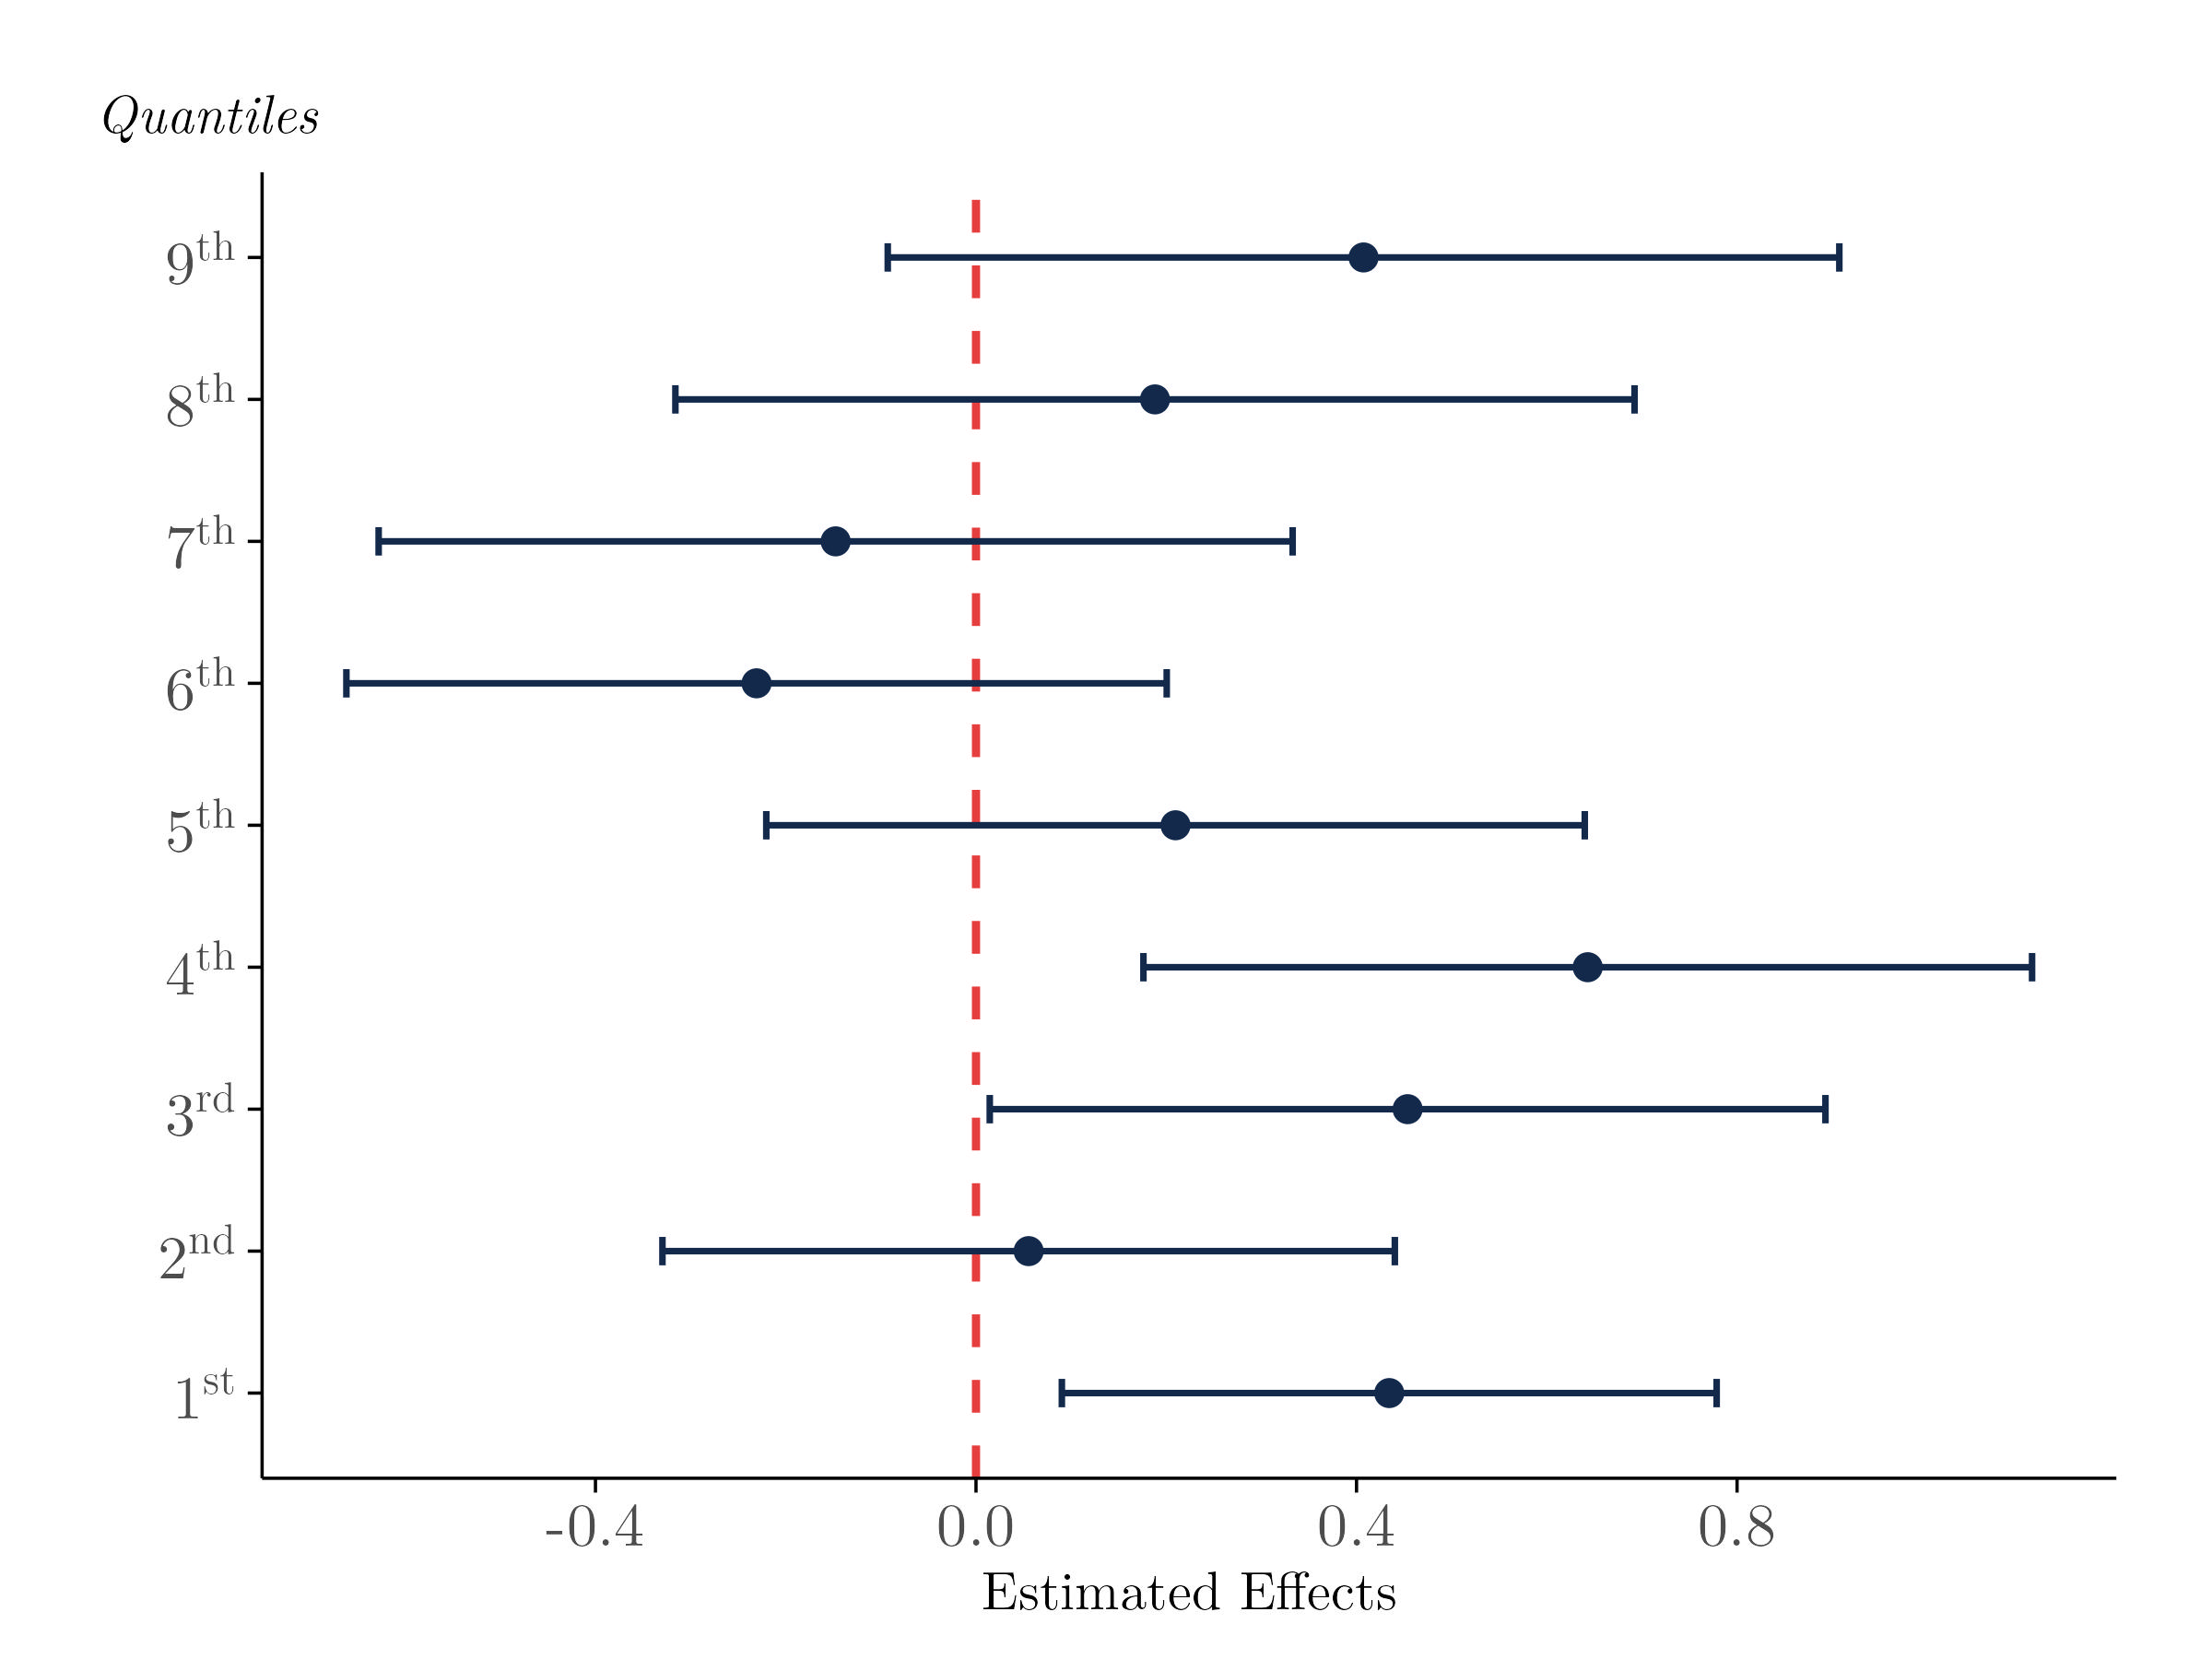 Quantiles
9th
8th
7th
6th
5th
4th
3rd
2nd
1st
-0.4 0.0 0.4 0.8
Estimated Effects